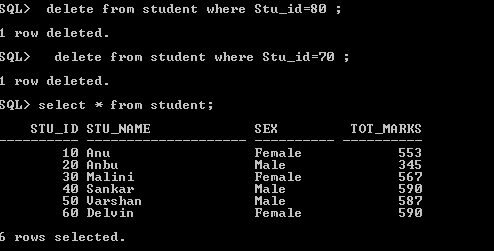 SQL>  delete from student where Stu_id=80 ;
1 row deleted.
SQL>   delete from student where Stu_id=70 ;
1 row deleted.
SQL> select * from student;
STU_ID STU_NAME SEX TOT_MARKS
---------- -------------------- ---------- ----------
10 Anu Female 553
20 Anbu Male 345
30 Malini Female 567
40 Sankar Male 590
50 Varshan Male 587
60 Delvin Female 590
6 rows selected.